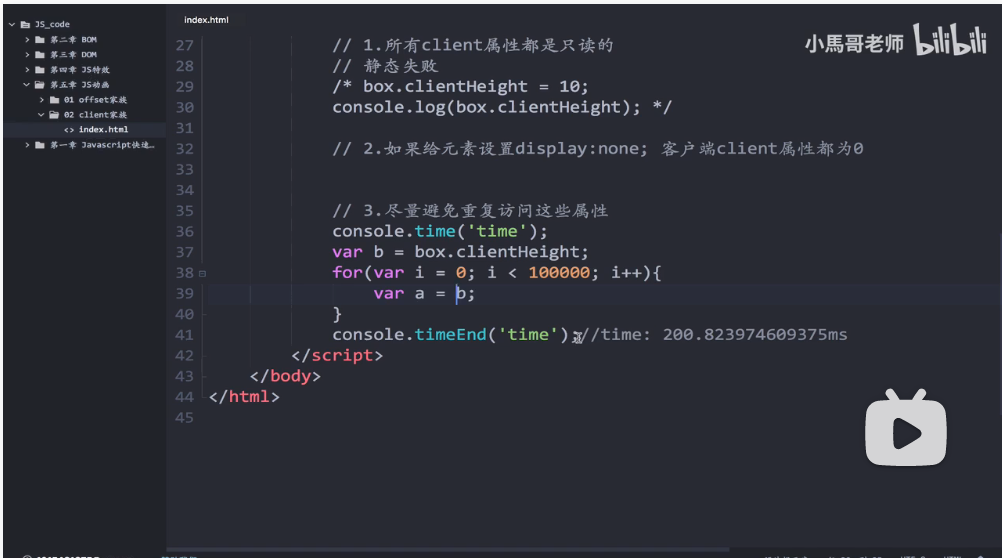 index.html
JS_code
第二章 BOM
第三章 DOM
第四章 JS特效
第五章 JS动画
01 offset家族
02 client家族
<> index.html
第一章 Javascript快速…
小馬哥老师 bilibili
27 // 1.所有client属性都是只读的
28 // 静态失败
29 /* box.clientHeight = 10;
30 console.log(box.clientHeight); */
31
32 // 2.如果给元素设置display:none; 客户端client属性都为0
33
34
35 // 3.尽量避免重复访问这些属性
36 console.time('time');
37 var b = box.clientHeight;
38 for(var i = 0; i < 100000; i++){
39 var a = b;
40 }
41 console.timeEnd('time');//time: 200.823974609375ms
42 </script>
43 </body>
44 </html>
45